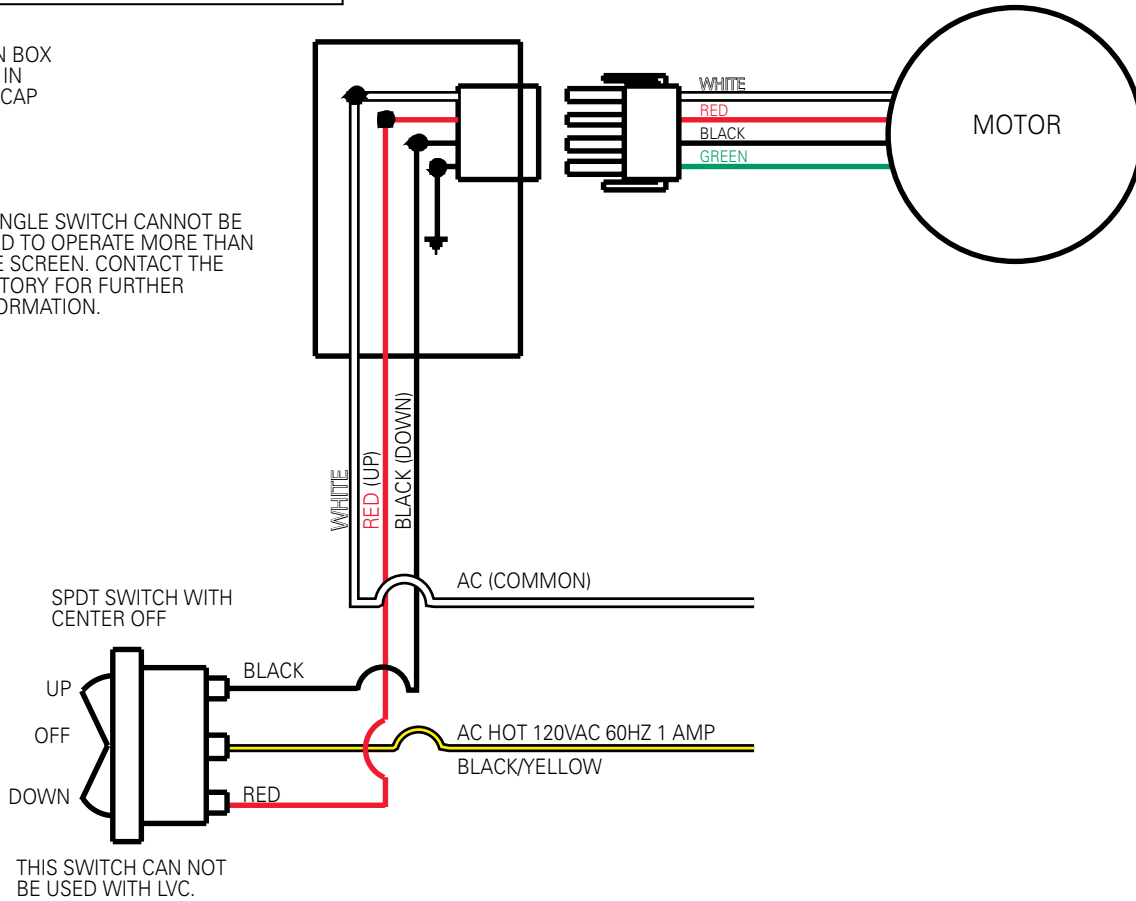 N BOX
IN
CAP
NGLE SWITCH CANNOT BE
D TO OPERATE MORE THAN
E SCREEN. CONTACT THE
TORY FOR FURTHER
ORMATION.
WHITE
RED
BLACK
GREEN
MOTOR
WHITE
RED (UP)
BLACK (DOWN)
AC (COMMON)
SPDT SWITCH WITH
CENTER OFF
UP
OFF
DOWN
BLACK
AC HOT 120VAC 60HZ 1 AMP
BLACK/YELLOW
RED
THIS SWITCH CAN NOT
BE USED WITH LVC.